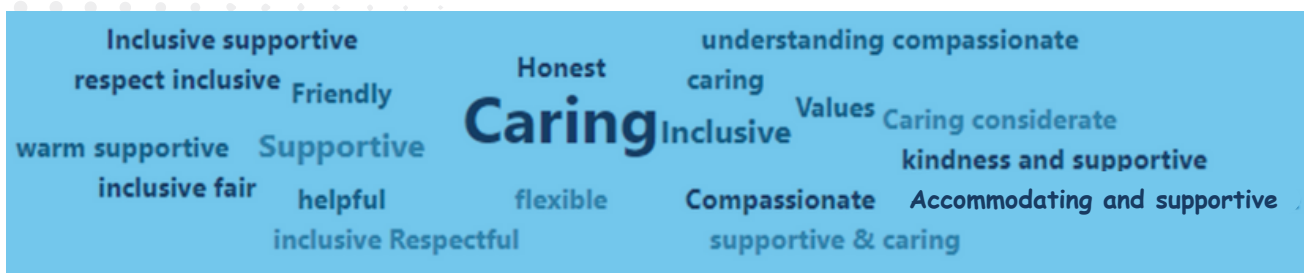 Inclusive supportive
understanding compassionate
Honest
respect inclusive
caring
Friendly
Values
Caring
Caring considerate
Inclusive
warm supportive
Supportive
kindness and supportive
inclusive fair
helpful
flexible
Compassionate
Accommodating and supportive
inclusive Respectful
supportive & caring